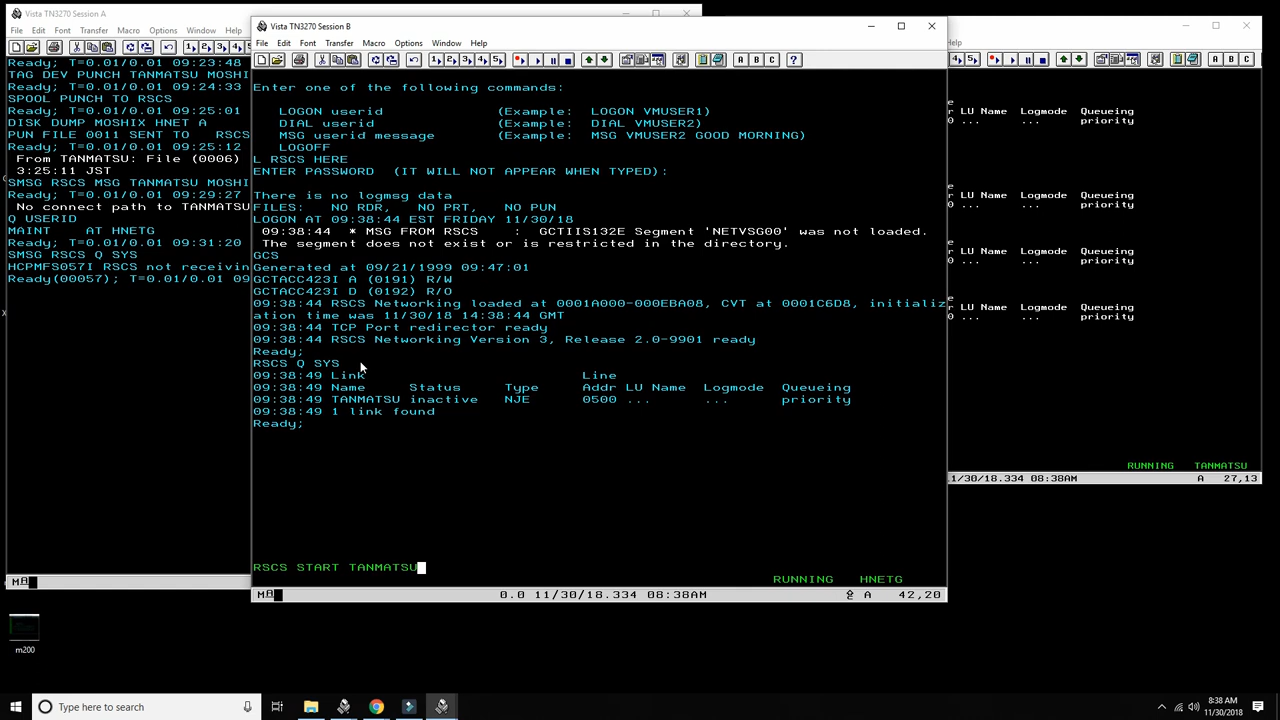 Vista TN3270 Session A
File Edit Font Transfer Macro Options Window
Ready; T=0.01/0.01 09:23:48
TAG DEV PUNCH TANMATSU MOSHI
Ready; T=0.01/0.01 09:24:33
SPOOL PUNCH TO RSCS
Ready; T=0.01/0.01 09:25:01
DISK DUMP MOSHIX HNET A
PUN FILE 0011 SENT TO RSCS
Ready; T=0.01/0.01 09:25:12
From TANMATSU: File (0006)
3:25:11 JST
SMSG RSCS MSG TANMATSU MOSHI
Ready; T=0.01/0.01 09:29:27
No connect path to TANMATSU
Q USERID
MAINT AT HNETG
Ready; T=0.01/0.01 09:31:20
SMSG RSCS Q SYS
HCPMFS057I RSCS not receivin
Ready(00057); T=0.01/0.01 09
Vista TN3270 Session B
File Edit Font Transfer Macro Options Window Help
Enter one of the following commands:
LOGON userid (Example: LOGON VMUSER1)
DIAL userid (Example: DIAL VMUSER2)
MSG userid message (Example: MSG VMUSER2 GOOD MORNING)
LOGOFF
L RSCS HERE
ENTER PASSWORD (IT WILL NOT APPEAR WHEN TYPED):
There is no logmsg data
FILES: NO RDR, NO PRT, NO PUN
LOGON AT 09:38:44 EST FRIDAY 11/30/18
09:38:44 * MSG FROM RSCS : GCTIIS132E Segment 'NETVSG00' was not loaded.
The segment does not exist or is restricted in the directory.
GCS
Generated at 09/21/1999 09:47:01
GCTACC423I A (0191) R/W
GCTACC423I D (0192) R/O
09:38:44 RSCS Networking loaded at 0001A000-000EBA08, CVT at 0001C6D8, initializ
ation time was 11/30/18 14:38:44 GMT
09:38:44 TCP Port redirector ready
09:38:44 RSCS Networking Version 3, Release 2.0-9901 ready
Ready;
RSCS Q SYS
09:38:49 Link Line
09:38:49 Name Status Type Addr LU Name Logmode Queueing
09:38:49 TANMATSU inactive NJE 0500 ... ... priority
09:38:49 1 link found
Ready;
RSCS START TANMATSU
RUNNING HNETG
0.0 11/30/18.334 08:38AM A 42,20
LU Name Logmode Queueing
0 ... ... priority
LU Name Logmode Queueing
0 ... ... priority
LU Name Logmode Queueing
0 ... ... priority
LU Name Logmode Queueing
0 ... ... priority
RUNNING TANMATSU
11/30/18.334 08:38AM A 27,13
m200
Type here to search
8:38 AM
11/30/2018